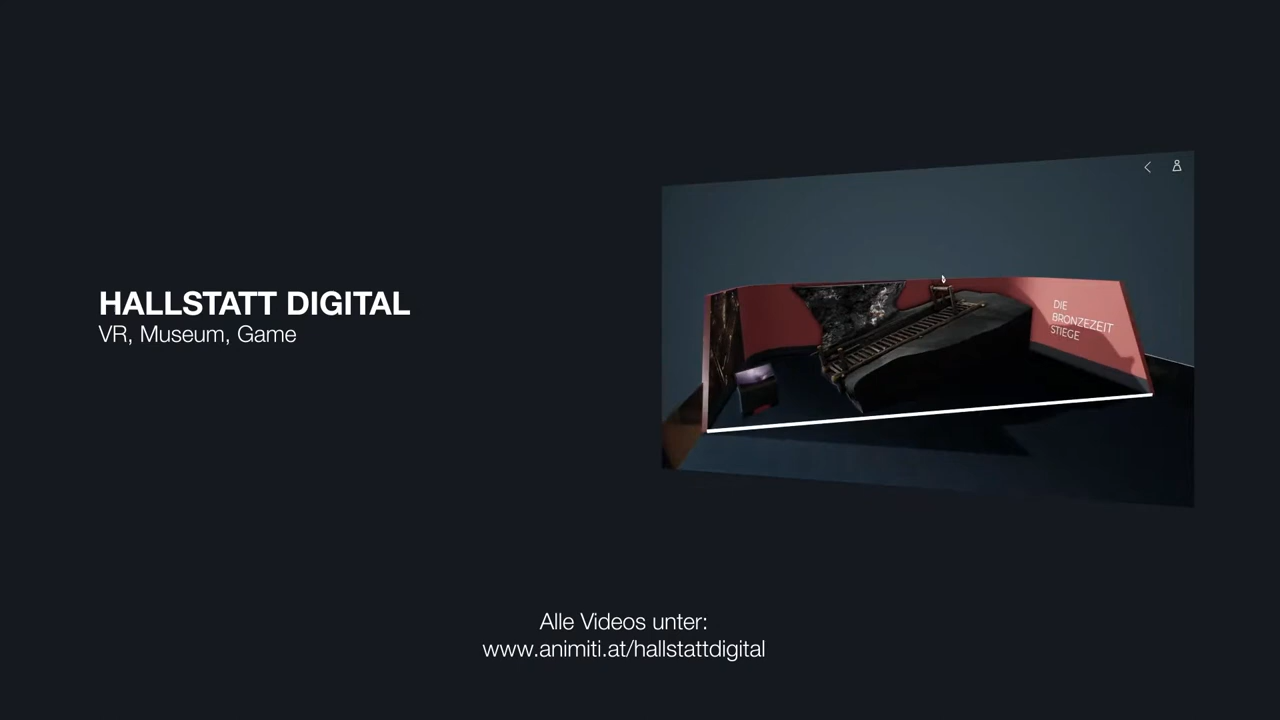 HALLSTATT DIGITAL
VR, Museum, Game
DIE
BRONZEZEIT
STIEGE
Alle Videos unter:
www.animiti.at/hallstattdigital